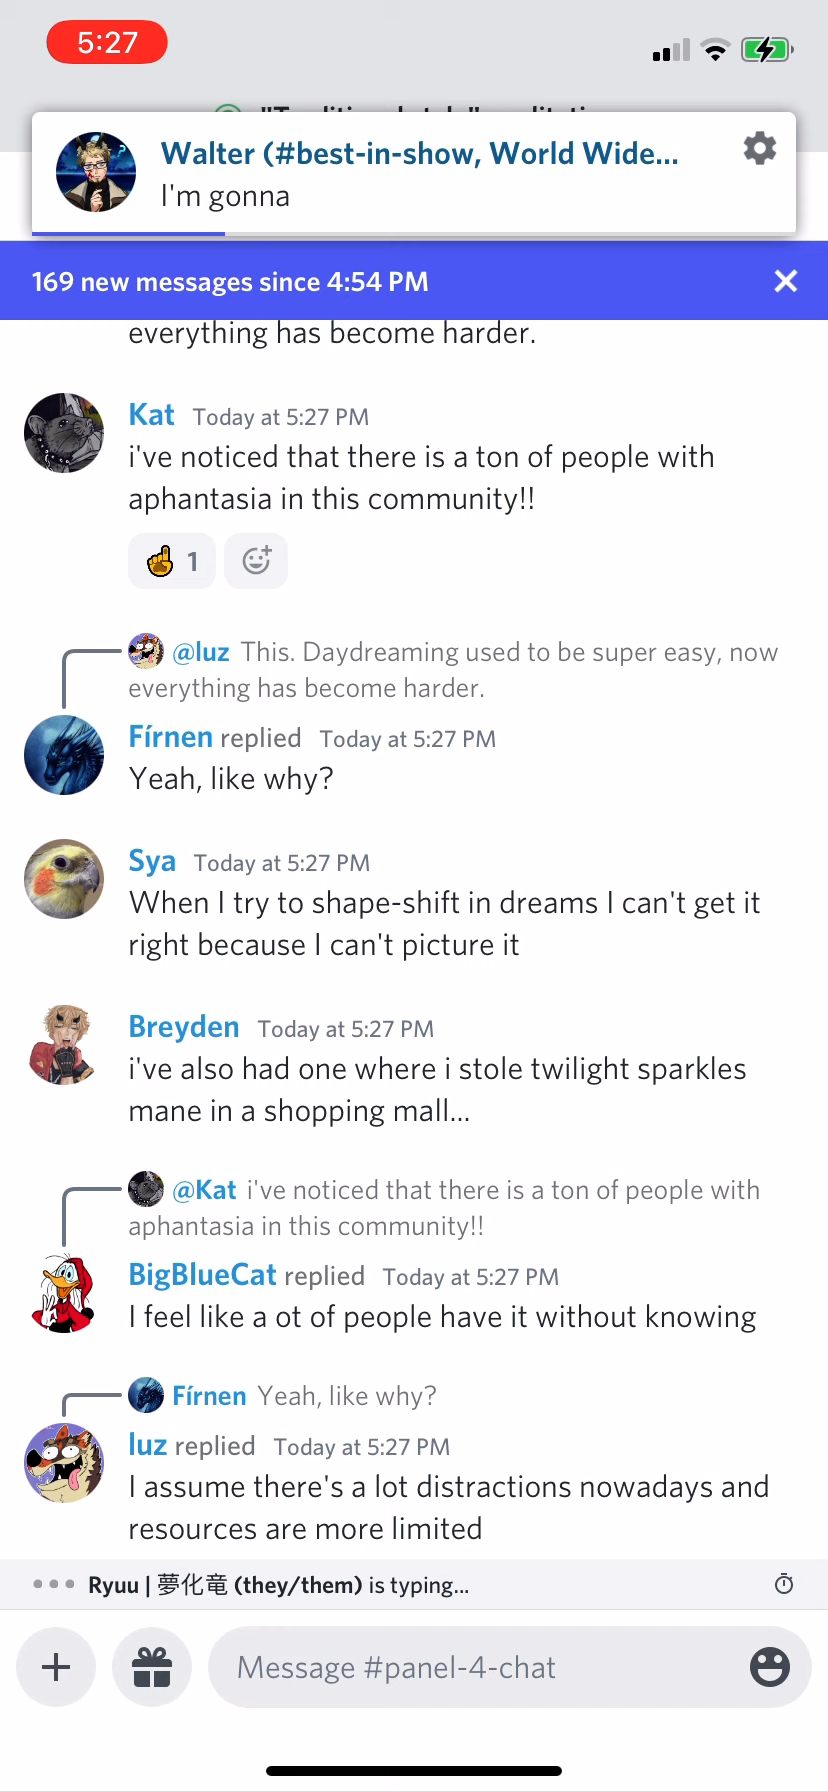 5:27
Walter (#best-in-show, World Wide...
I'm gonna
169 new messages since 4:54 PM
everything has become harder.
Kat Today at 5:27 PM
i've noticed that there is a ton of people with
aphantasia in this community!!
1
@luz This. Daydreaming used to be super easy, now
everything has become harder.
Fírnen replied Today at 5:27 PM
Yeah, like why?
Sya Today at 5:27 PM
When I try to shape-shift in dreams I can't get it
right because I can't picture it
Breyden Today at 5:27 PM
i've also had one where i stole twilight sparkles
mane in a shopping mall...
@Kat i've noticed that there is a ton of people with
aphantasia in this community!!
BigBlueCat replied Today at 5:27 PM
I feel like a ot of people have it without knowing
Fírnen Yeah, like why?
luz replied Today at 5:27 PM
I assume there's a lot distractions nowadays and
resources are more limited
Ryuu | 夢化竜 (they/them) is typing...
Message #panel-4-chat